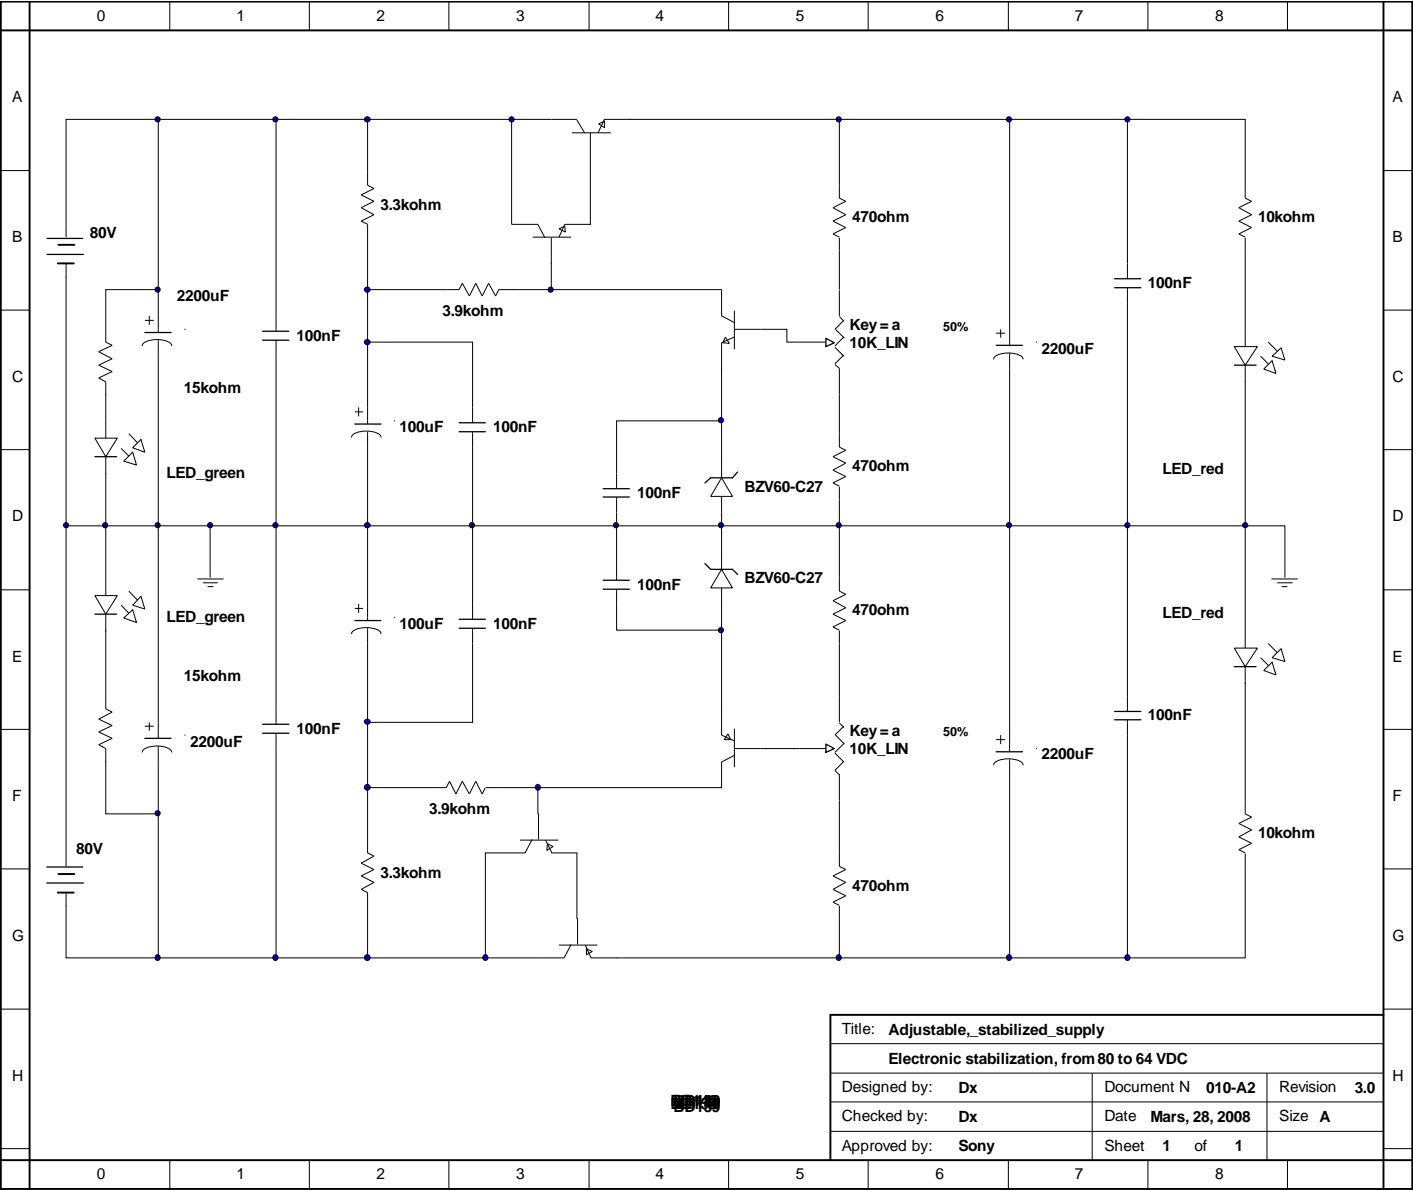 0 1 2 3 4 5 6 7 8
A A
3.3kohm
470ohm 10kohm
B 80V B
2200uF 100nF
3.9kohm
Key = a 50%
100nF 10K_LIN 2200uF
C 15kohm C
100uF 100nF
LED_green 470ohm LED_red
100nF BZV60-C27
D D
100nF BZV60-C27
LED_green 100uF 100nF 470ohm LED_red
E E
15kohm
100nF
100nF Key = a 50%
2200uF 10K_LIN 2200uF
F 3.9kohm F
80V 10kohm
3.3kohm
470ohm
G G
Title: Adjustable,_stabilized_supply
Electronic stabilization, from 80 to 64 VDC
H H
Designed by: Dx Document N 010-A2 Revision 3.0
Checked by: Dx Date Mars, 28, 2008 Size A
Approved by: Sony Sheet 1 of 1
0 1 2 3 4 5 6 7 8